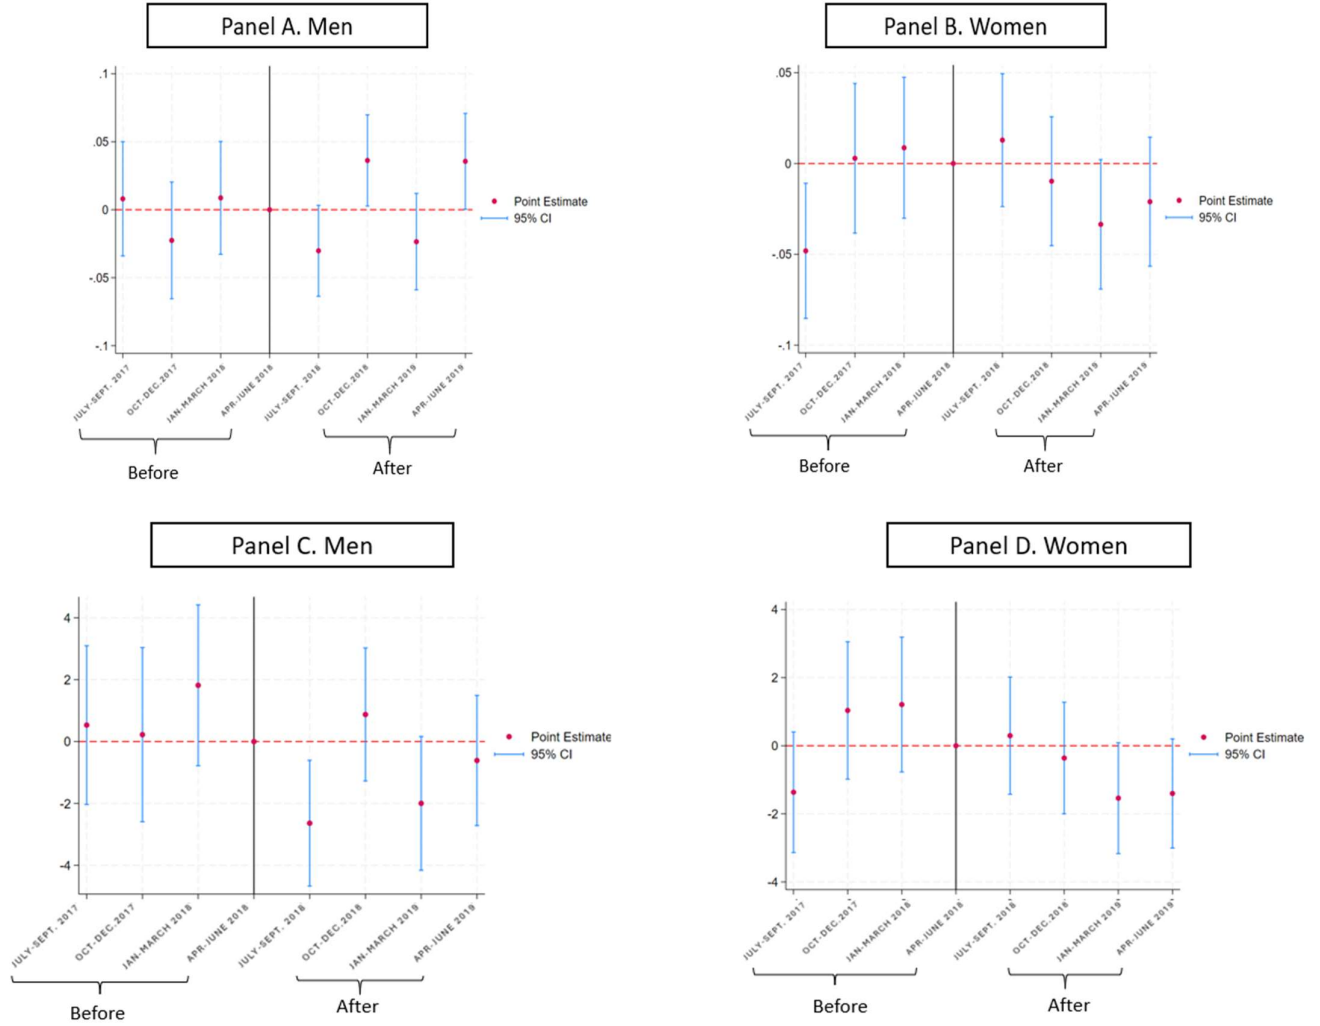 Panel A. Men
.1
.05
0
-.05
-.1
JULY-SEPT. 2017
OCT-DEC.2017
JAN-MARCH 2018
APR-JUNE 2018
JULY-SEPT. 2018
OCT-DEC.2018
JAN-MARCH 2019
APR-JUNE 2019
Point Estimate
95% CI
Before
After
Panel B. Women
.05
0
-.05
-.1
JULY-SEPT. 2017
OCT-DEC.2017
JAN-MARCH 2018
APR-JUNE 2018
JULY-SEPT. 2018
OCT-DEC.2018
JAN-MARCH 2019
APR-JUNE 2019
Point Estimate
95% CI
Before
After
Panel C. Men
4
2
0
-2
-4
JULY-SEPT. 2017
OCT-DEC.2017
JAN-MARCH 2018
APR-JUNE 2018
JULY-SEPT. 2018
OCT-DEC.2018
JAN-MARCH 2019
APR-JUNE 2019
Point Estimate
95% CI
Before
After
Panel D. Women
4
2
0
-2
-4
JULY-SEPT. 2017
OCT-DEC.2017
JAN-MARCH 2018
APR-JUNE 2018
JULY-SEPT. 2018
OCT-DEC.2018
JAN-MARCH 2019
APR-JUNE 2019
Point Estimate
95% CI
Before
After